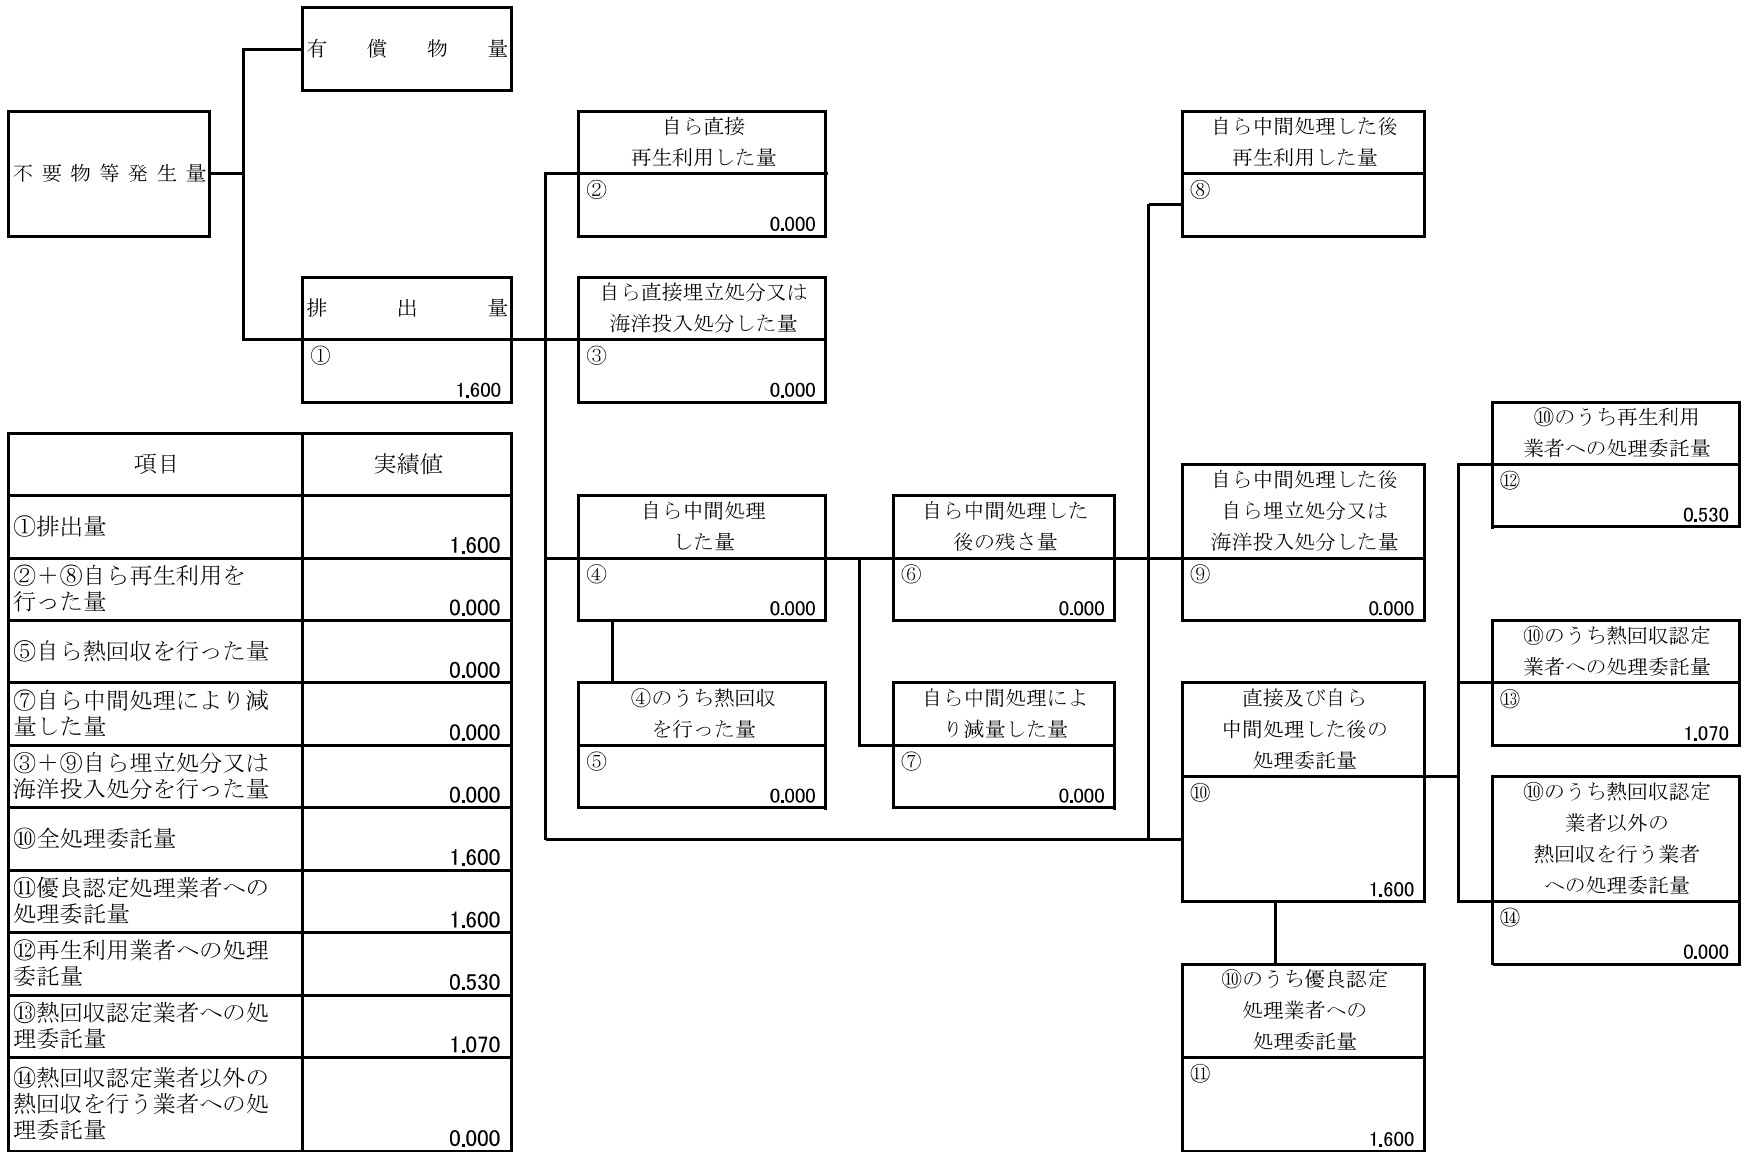 有償物量
不要物等発生量
排出量
①
1.600
自ら直接
再生利用した量
②
0.000
自ら直接埋立処分又は
海洋投入処分した量
③
0.000
自ら中間処理
した量
④
0.000
④のうち熱回収
を行った量
⑤
0.000
自ら中間処理した
後の残さ量
⑥
0.000
自ら中間処理によ
り減量した量
⑦
0.000
自ら中間処理した後
再生利用した量
⑧
自ら中間処理した後
自ら埋立処分又は
海洋投入処分した量
⑨
0.000
直接及び自ら
中間処理した後の
処理委託量
⑩
1.600
⑩のうち優良認定
処理業者への
処理委託量
⑪
1.600
⑩のうち再生利用
業者への処理委託量
⑫
0.530
⑩のうち熱回収認定
業者への処理委託量
⑬
1.070
⑩のうち熱回収認定
業者以外の
熱回収を行う業者
への処理委託量
⑭
0.000
項目 実績値
①排出量
1.600
②＋⑧自ら再生利用を
行った量
0.000
⑤自ら熱回収を行った量
0.000
⑦自ら中間処理により減
量した量
0.000
③＋⑨自ら埋立処分又は
海洋投入処分を行った量
0.000
⑩全処理委託量
1.600
⑪優良認定処理業者への
処理委託量
1.600
⑫再生利用業者への処理
委託量
0.530
⑬熱回収認定業者への処
理委託量
1.070
⑭熱回収認定業者以外の
熱回収を行う業者への処
理委託量
0.000